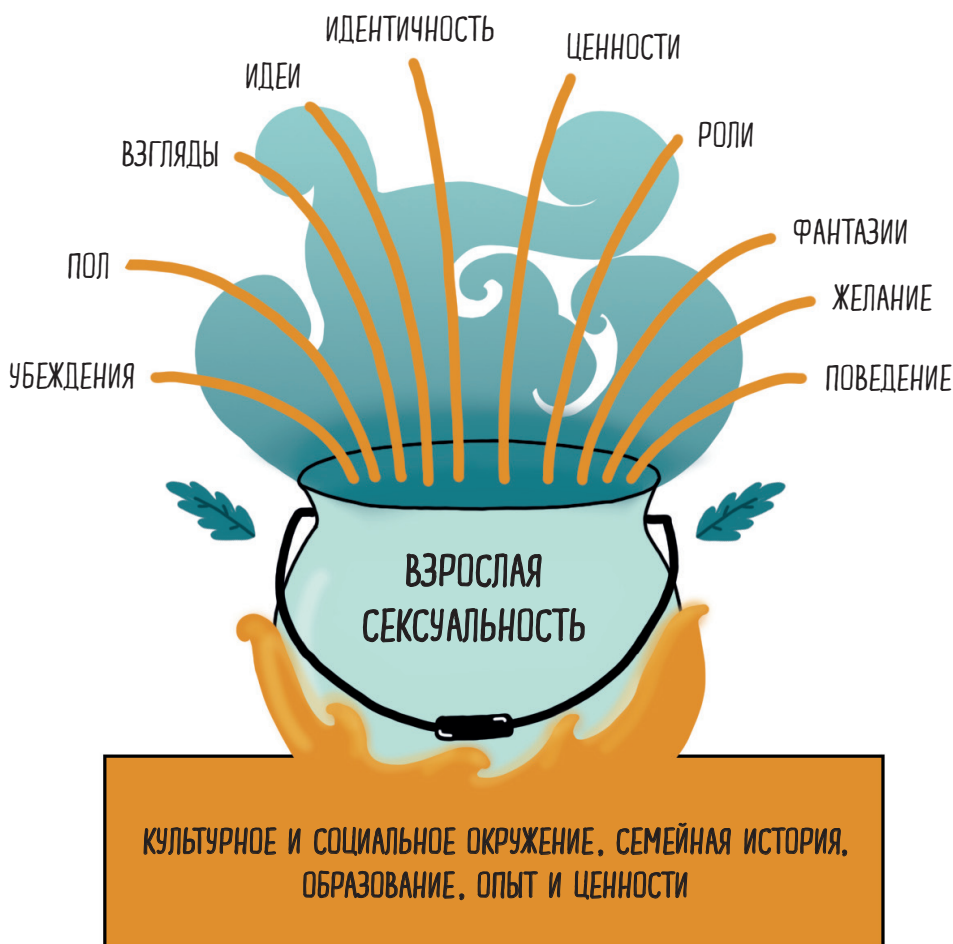 ИДЕНТИЧНОСТЬ
ЦЕННОСТИ
ИДЕИ
РОЛИ
ВЗГЛЯДЫ
ФАНТАЗИИ
ПОЛ
ЖЕЛАНИЕ
УБЕЖДЕНИЯ
ПОВЕДЕНИЕ
ВЗРОСЛАЯ
СЕКСУАЛЬНОСТЬ
КУЛЬТУРНОЕ И СОЦИАЛЬНОЕ ОКРУЖЕНИЕ, СЕМЕЙНАЯ ИСТОРИЯ,
ОБРАЗОВАНИЕ, ОПЫТ И ЦЕННОСТИ